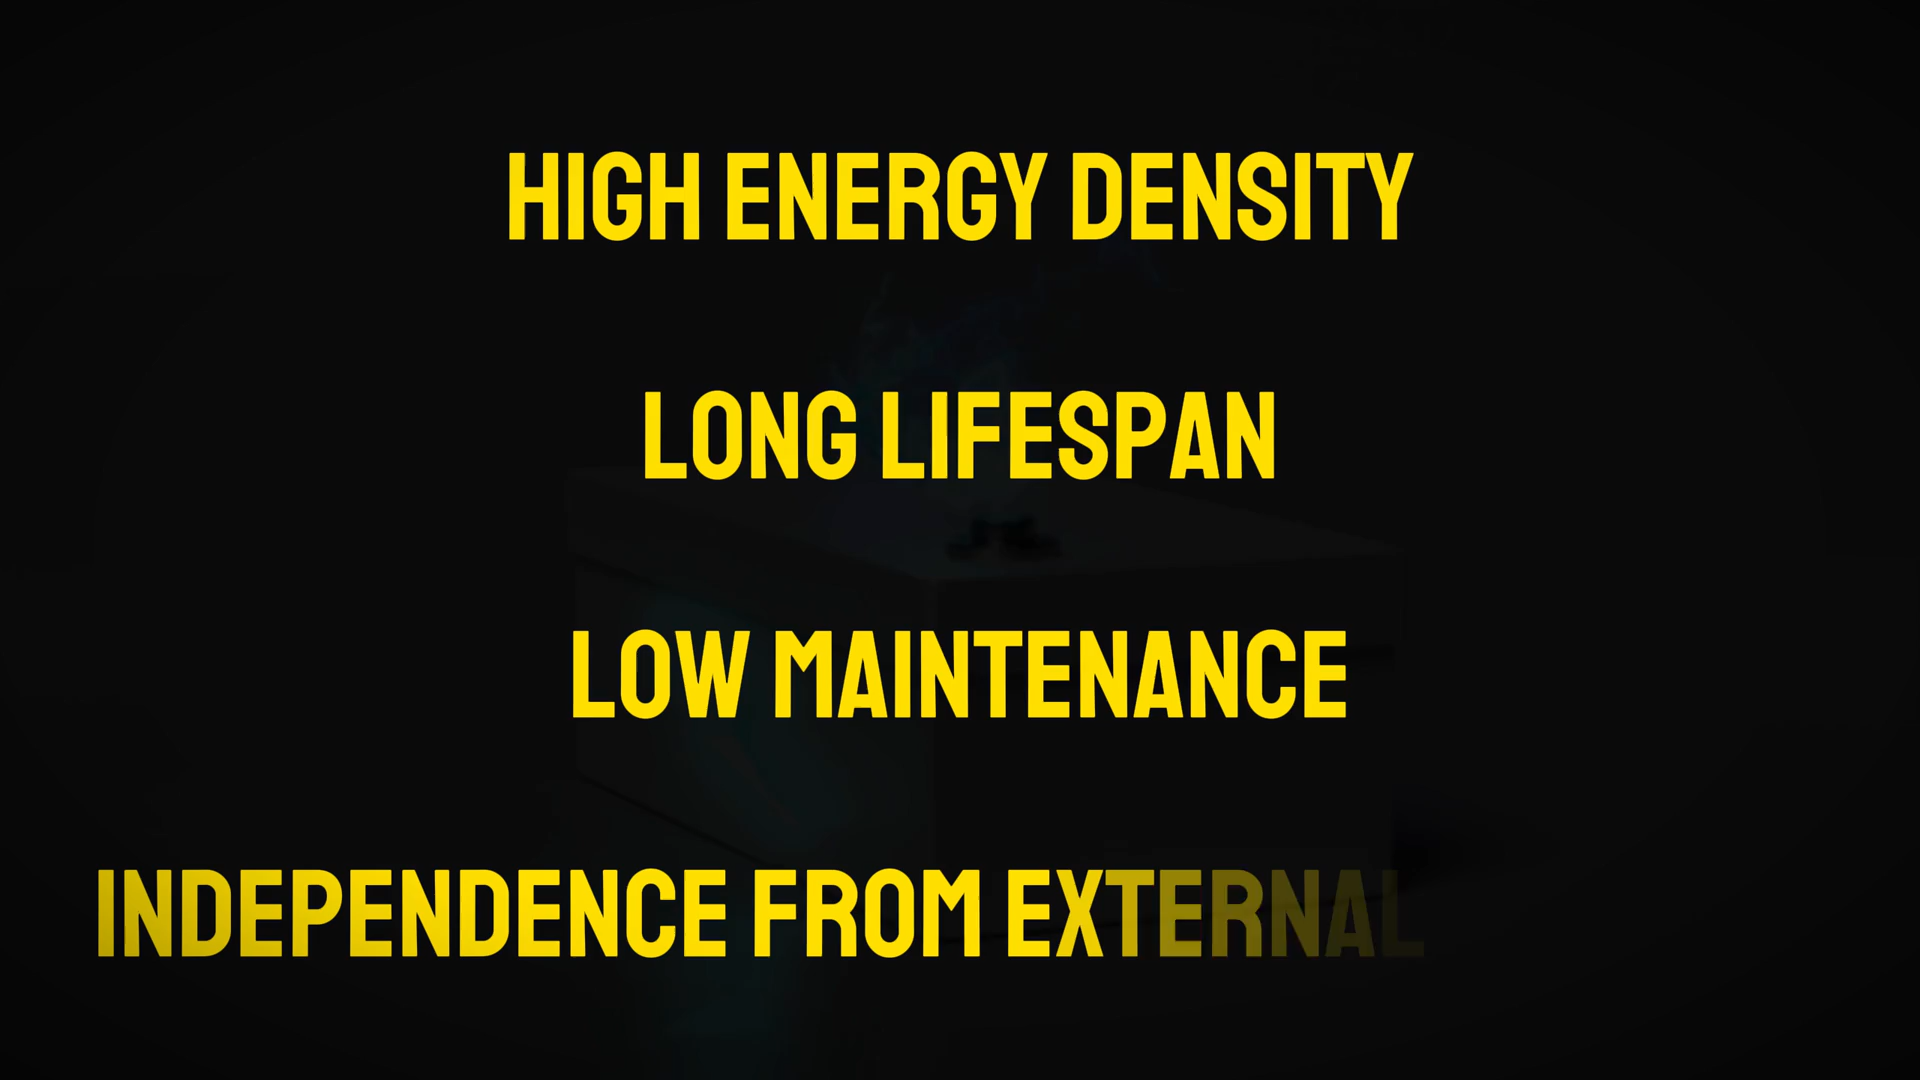 HIGH ENERGY DENSITY
LONG LIFESPAN
LOW MAINTENANCE
INDEPENDENCE FROM EXTERNAL